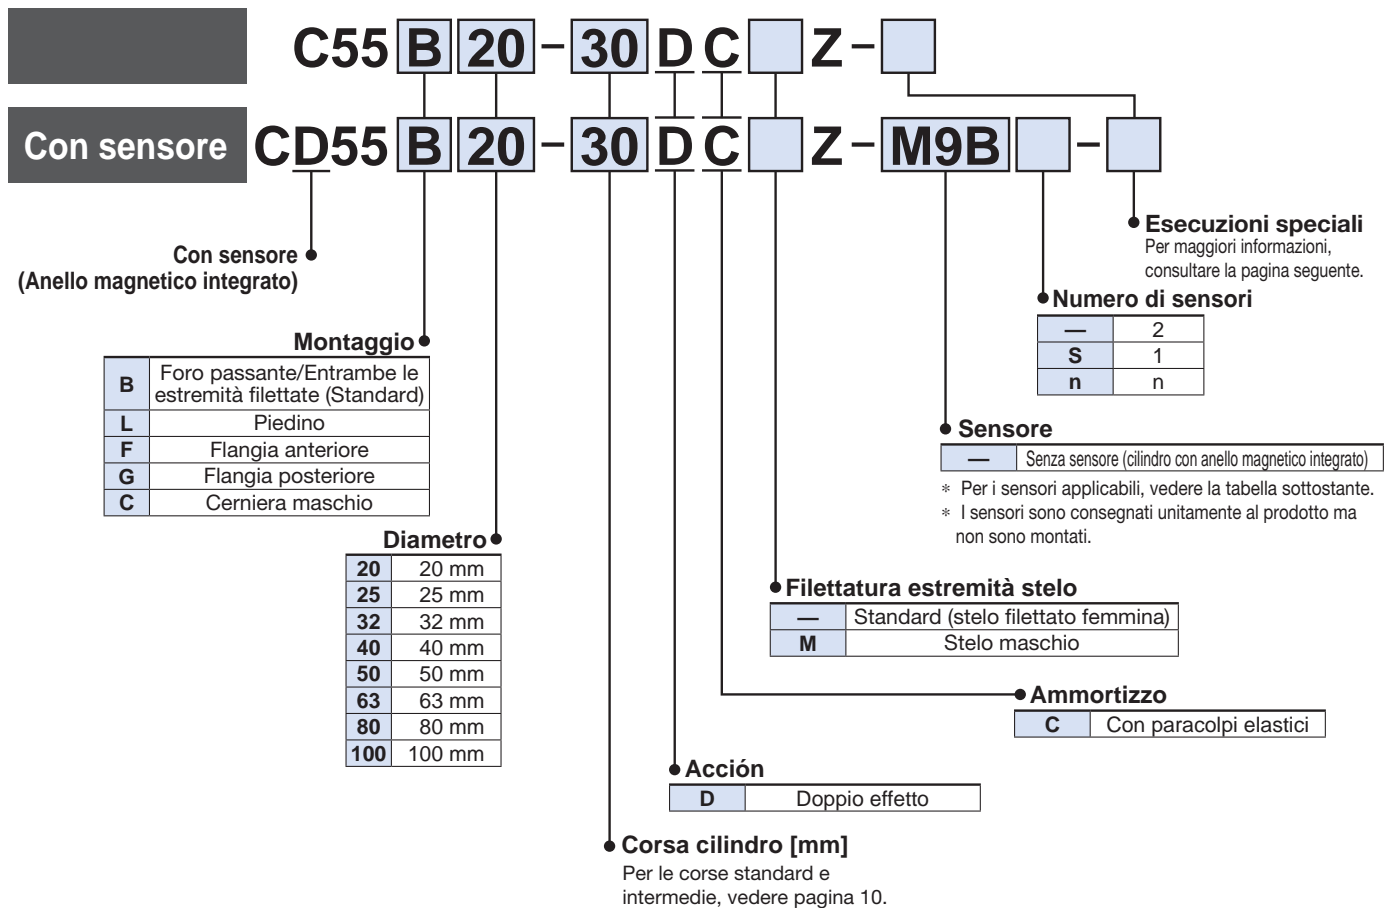 C55 B 20 - 30 D C Z -
Con sensore CD55 B 20 - 30 D C Z - M9B -
Con sensore
(Anello magnetico integrato)
Esecuzioni speciali
Per maggiori informazioni,
consultare la pagina seguente.
Numero di sensori
— 2
S 1
n n
Montaggio
B Foro passante/Entrambe le
estremità filettate (Standard)
L Piedino
F Flangia anteriore
G Flangia posteriore
C Cerniera maschio
Sensore
— Senza sensore (cilindro con anello magnetico integrato)
* Per i sensori applicabili, vedere la tabella sottostante.
* I sensori sono consegnati unitamente al prodotto ma
non sono montati.
Diametro
20 20 mm
25 25 mm
32 32 mm
40 40 mm
50 50 mm
63 63 mm
80 80 mm
100 100 mm
Filettatura estremità stelo
— Standard (stelo filettato femmina)
M Stelo maschio
Ammortizzo
C Con paracolpi elastici
Acción
D Doppio effetto
Corsa cilindro [mm]
Per le corse standard e
intermedie, vedere pagina 10.